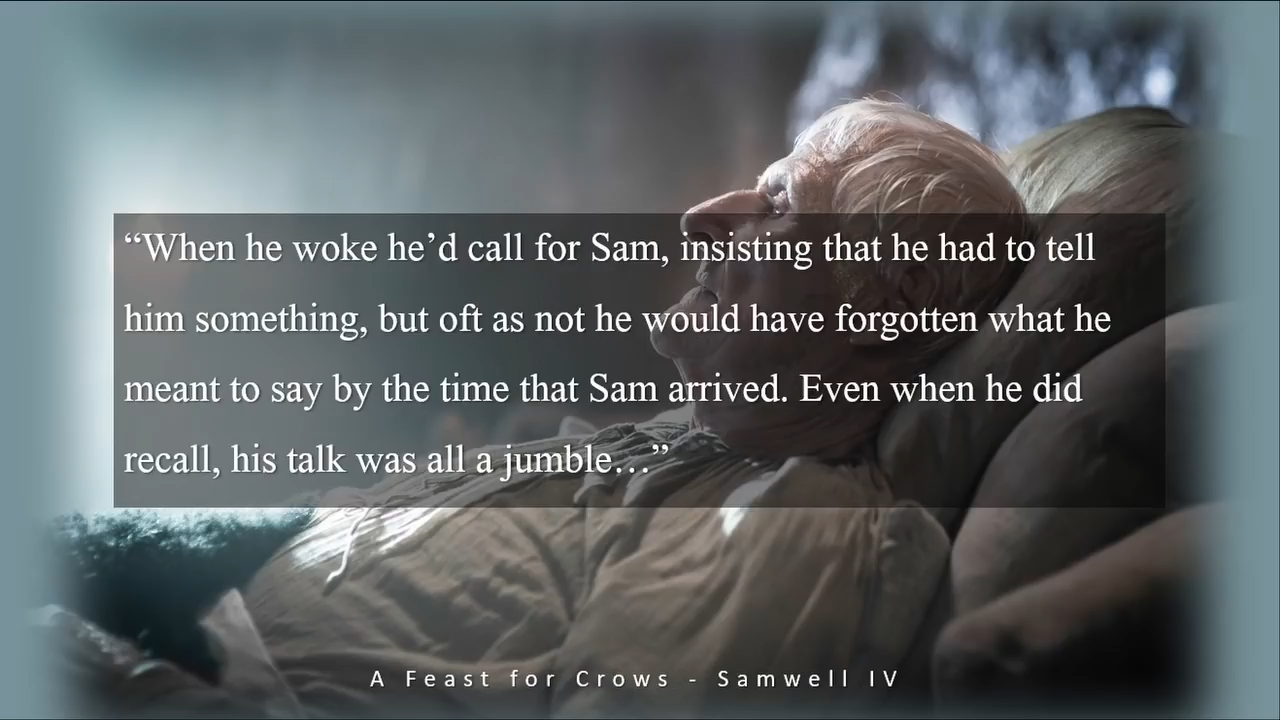 “When he woke he’d call for Sam, insisting that he had to tell
him something, but oft as not he would have forgotten what he
meant to say by the time that Sam arrived. Even when he did
recall, his talk was all a jumble…”
A Feast for Crows - Samwell IV